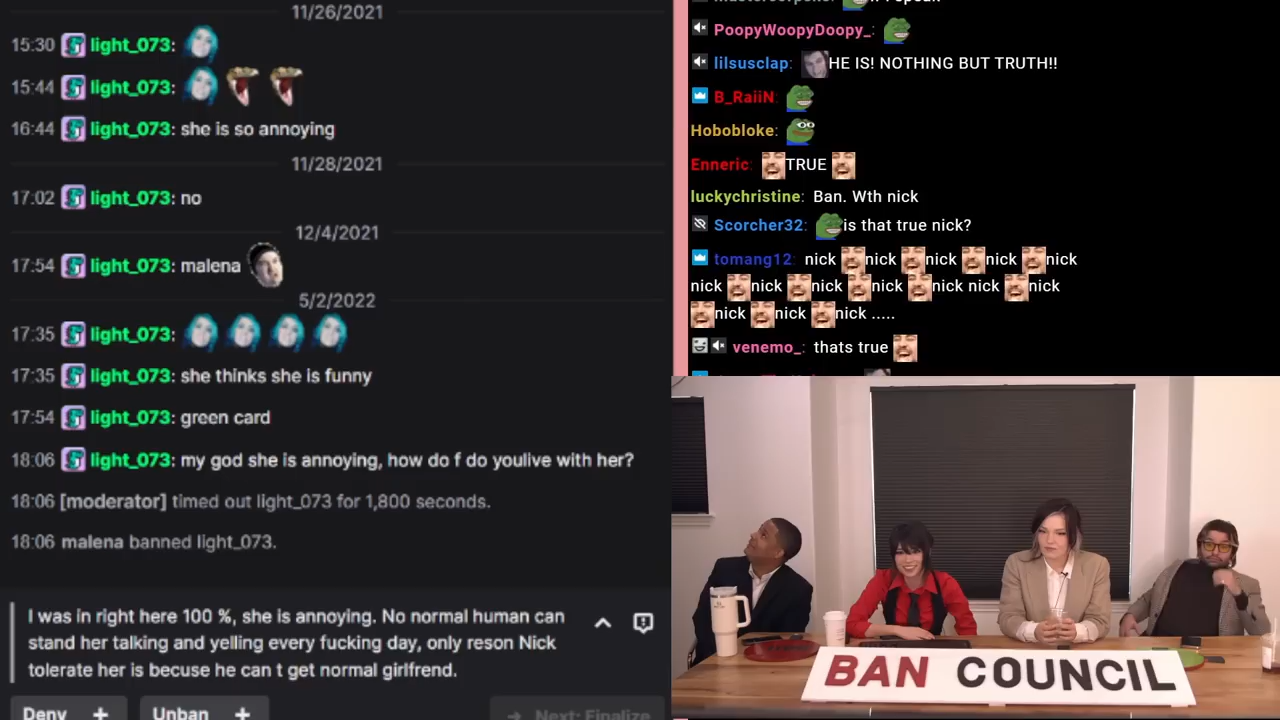 11/26/2021
15:30 light_073:
15:44 light_073:
16:44 light_073: she is so annoying
11/28/2021
17:02 light_073: no
12/4/2021
17:54 light_073: malena
5/2/2022
17:35 light_073:
17:35 light_073: she thinks she is funny
17:54 light_073: green card
18:06 light_073: my god she is annoying, how do f do youlive with her?
18:06 [moderator] timed out light_073 for 1,800 seconds.
18:06 malena banned light_073.
I was in right here 100 %, she is annoying. No normal human can
stand her talking and yelling every fucking day, only reson Nick
tolerate her is becuse he can t get normal girlfrend.
Deny + Unban + → Next: Finalize
PoopyWoopyDoopy_:
lilsusclap: HE IS! NOTHING BUT TRUTH!!
B_RaiiN:
Hobobloke:
Enneric: TRUE
luckychristine: Ban. Wth nick
Scorcher32: is that true nick?
tomang12: nick nick nick nick nick
nick nick nick nick nick nick nick
nick nick nick .....
venemo_: thats true
BAN COUNCIL